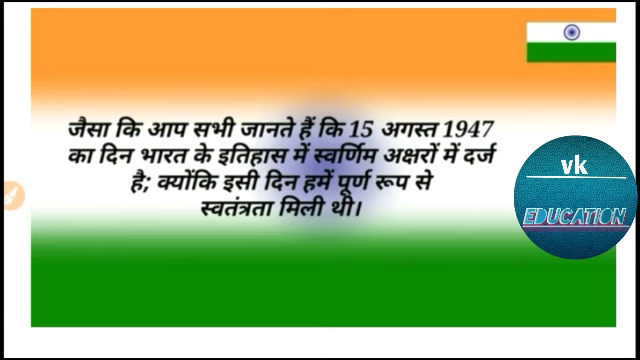 जैसा कि आप सभी जानते हैं कि 15 अगस्त 1947
का दिन भारत के इतिहास में स्वर्णिम अक्षरों में दर्ज
है; क्योंकि इसी दिन हमें पूर्ण रूप से
स्वतंत्रता मिली थी।
vk
EDUCATION